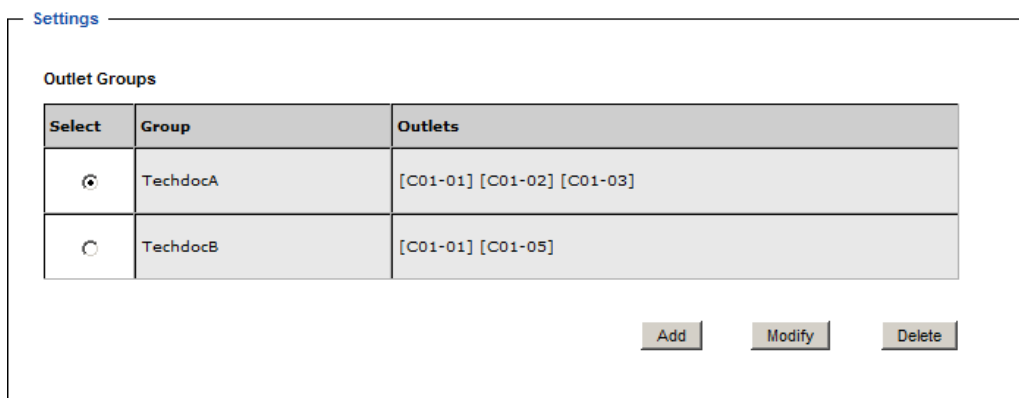 Settings
Outlet Groups
Select Group Outlets
TechdocA [C01-01] [C01-02] [C01-03]
TechdocB [C01-01] [C01-05]
Add Modify Delete